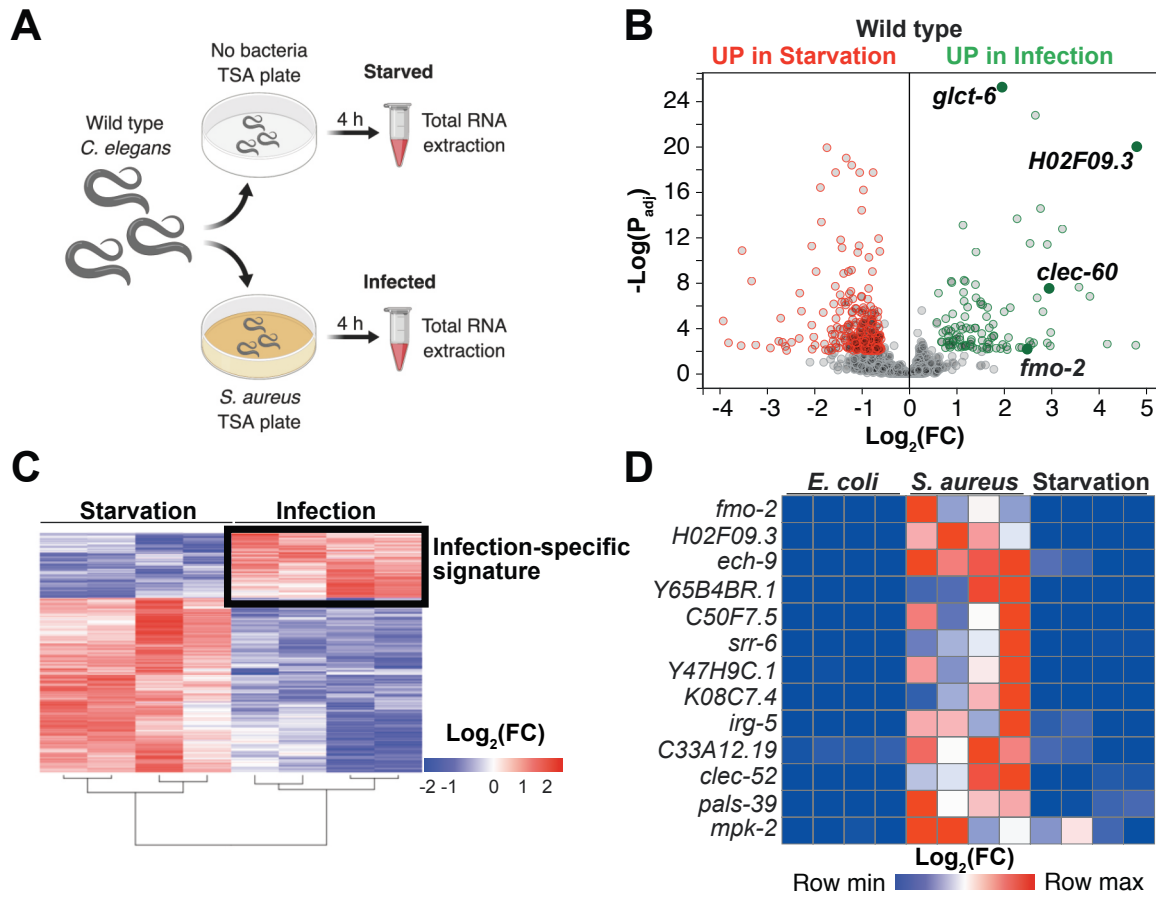 A
No bacteria
TSA plate
Starved
4 h
Total RNA
extraction
Wild type
C. elegans
Infected
4 h
Total RNA
extraction
S. aureus
TSA plate
B
Wild type
UP in Starvation
UP in Infection
-Log(Padj)
24
20
16
12
8
4
0
glct-6
H02F09.3
clec-60
fmo-2
-4 -3 -2 -1 0 1 2 3 4 5
Log2(FC)
C
Starvation
Infection
Infection-specific
signature
Log2(FC)
-2 -1 0 1 2
D
E. coli
S. aureus
Starvation
fmo-2
H02F09.3
ech-9
Y65B4BR.1
C50F7.5
srr-6
Y47H9C.1
K08C7.4
irg-5
C33A12.19
clec-52
pals-39
mpk-2
Log2(FC)
Row min
Row max